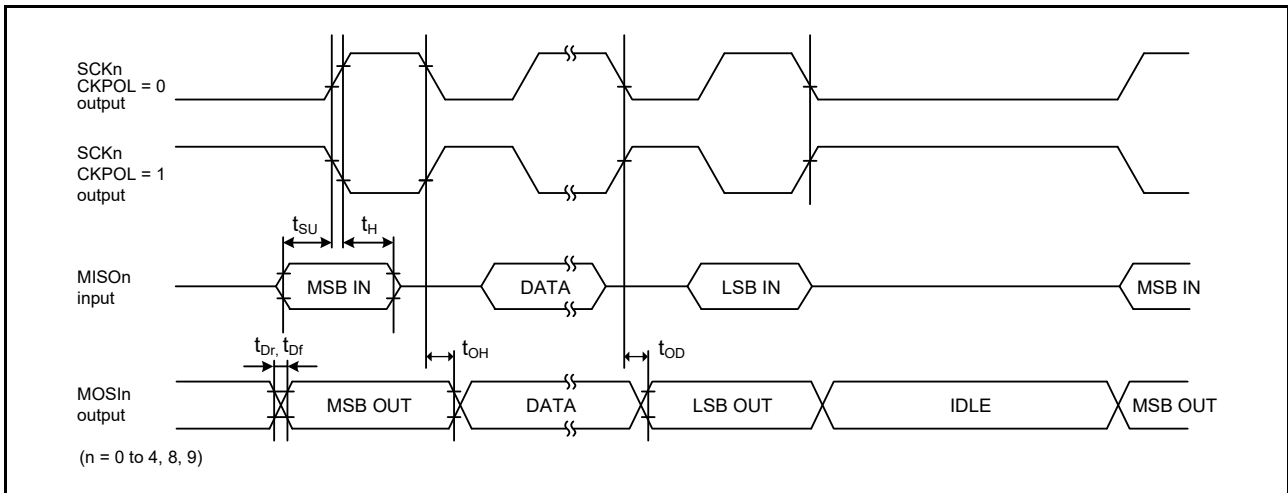 SCKn
CKPOL = 0
output
SCKn
CKPOL = 1
output
tSU
tH
MISOn
input
MSB IN
DATA
LSB IN
MSB IN
tDr, tDf
tOH
tOD
MOSIn
output
MSB OUT
DATA
LSB OUT
IDLE
MSB OUT
(n = 0 to 4, 8, 9)